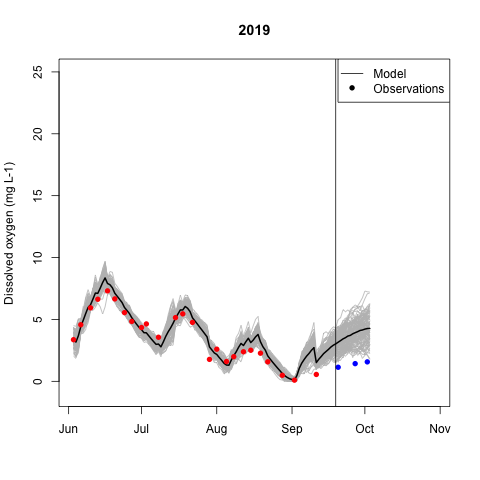 2019
Model
Observations
Dissolved oxygen (mg L-1)
25
20
15
10
5
0
Jun Jul Aug Sep Oct Nov